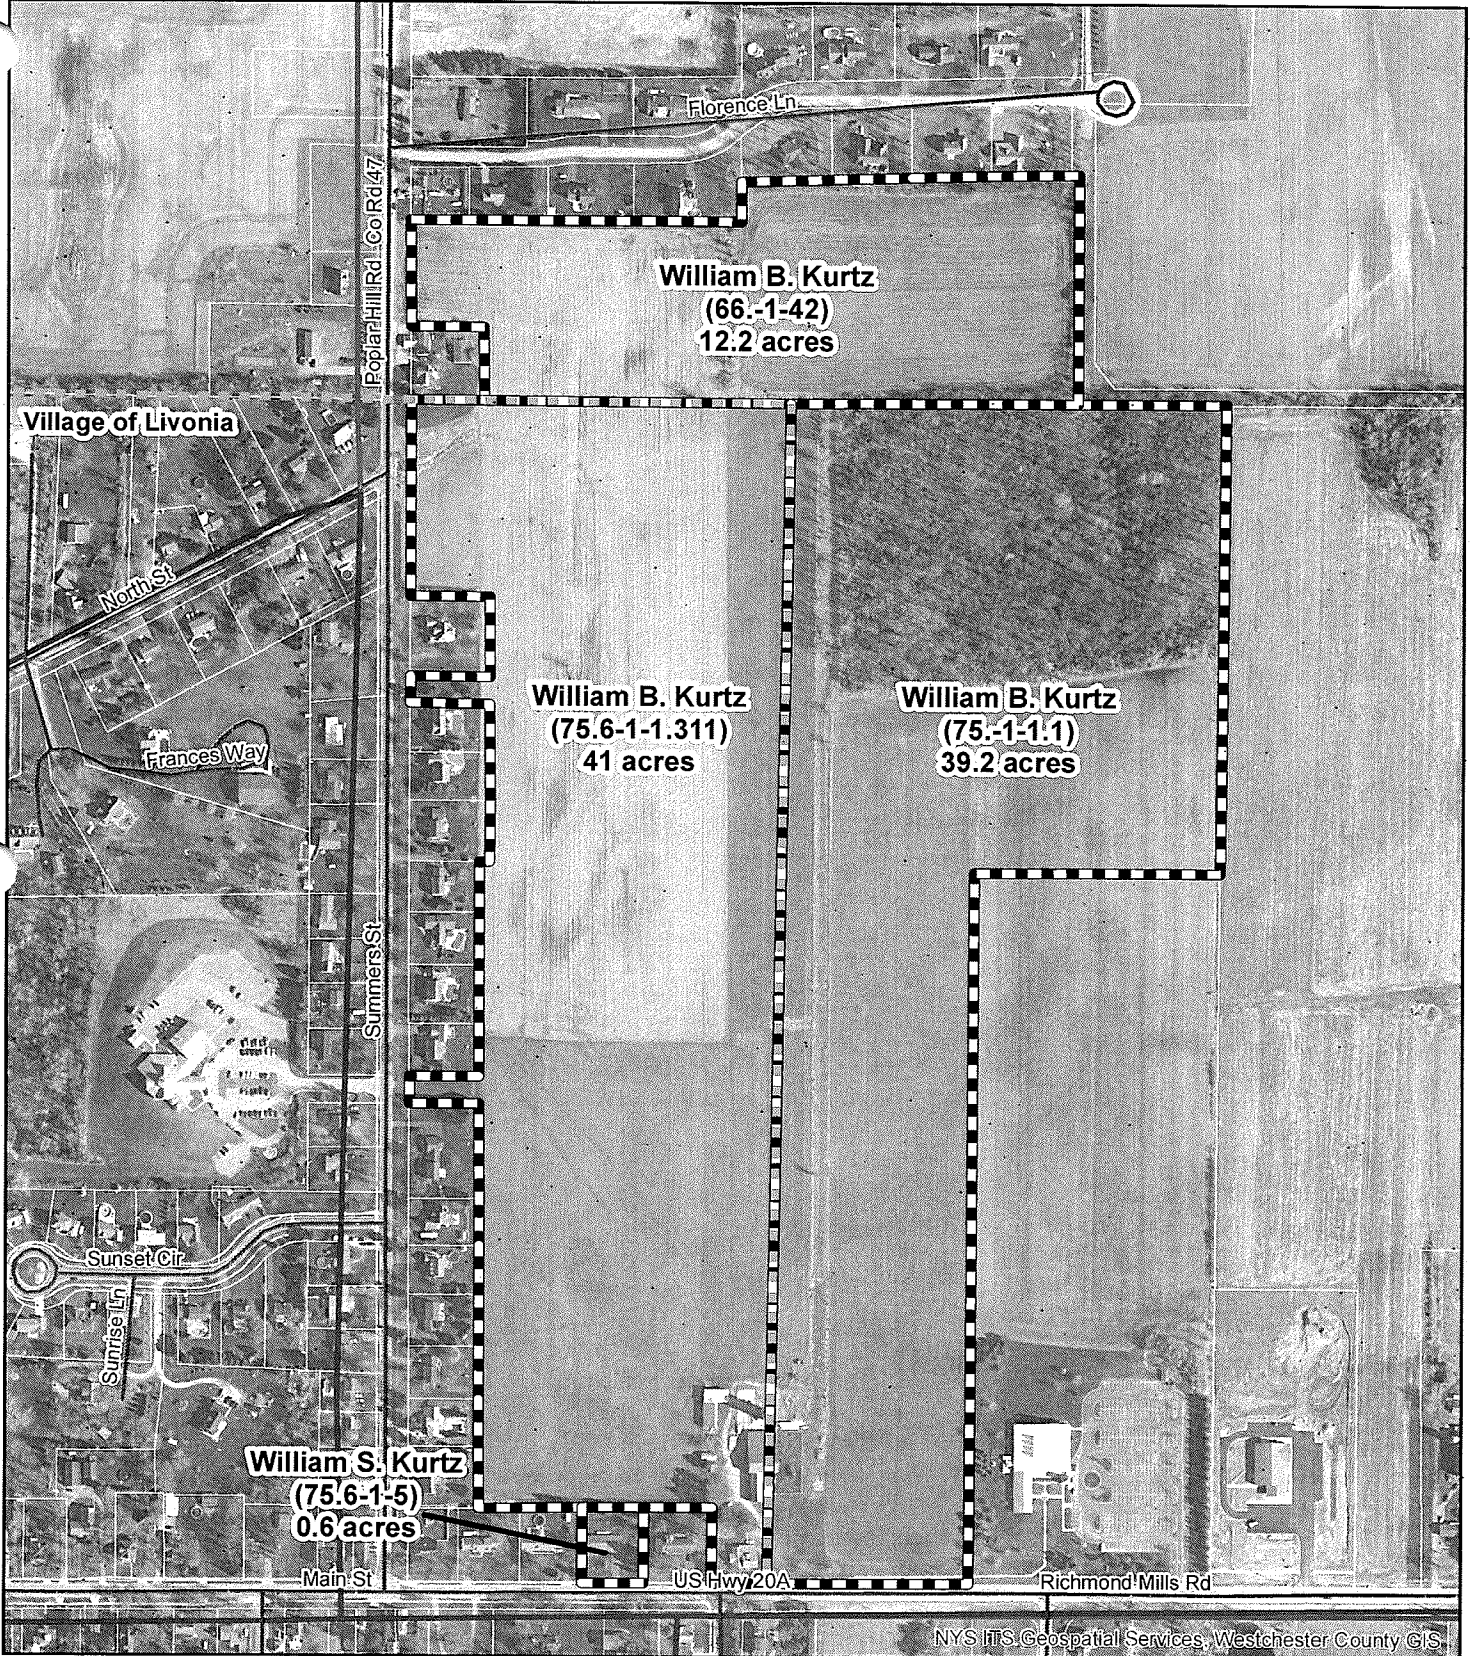 Florence Ln
Poplar Hill Rd Co Rd 47
William B. Kurtz
(66.-1-42)
12.2 acres
Village of Livonia
North St
William B. Kurtz
(75.6-1-1.311)
41 acres
William B. Kurtz
(75.-1-1.1)
39.2 acres
Frances Way
Summers St
Sunset Cir
Sunrise Ln
William S. Kurtz
(75.6-1-5)
0.6 acres
Main St
US Hwy 20A
Richmond Mills Rd
NYS ITS Geospatial Services, Westchester County GIS